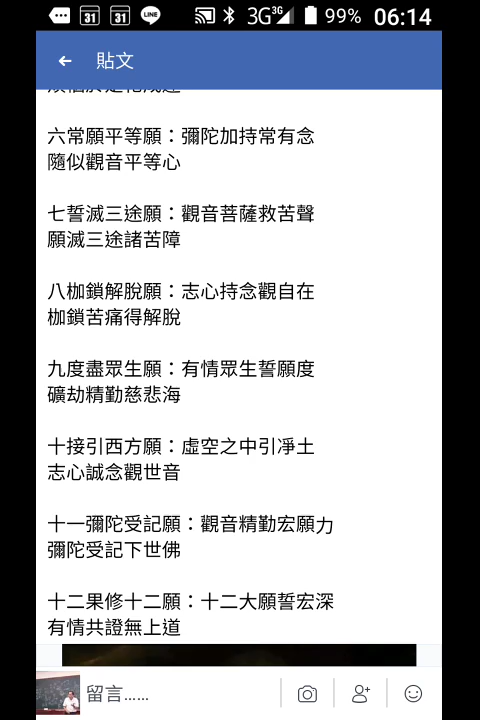 31
31
LINE
3G 3G
99%
06:14
貼文
六常願平等願：彌陀加持常有念
隨似觀音平等心
七誓滅三途願：觀音菩薩救苦聲
願滅三途諸苦障
八枷鎖解脫願：志心持念觀自在
枷鎖苦痛得解脫
九度盡眾生願：有情眾生誓願度
礦劫精勤慈悲海
十接引西方願：虛空之中引凈土
志心誠念觀世音
十一彌陀受記願：觀音精勤宏願力
彌陀受記下世佛
十二果修十二願：十二大願誓宏深
有情共證無上道
留言......